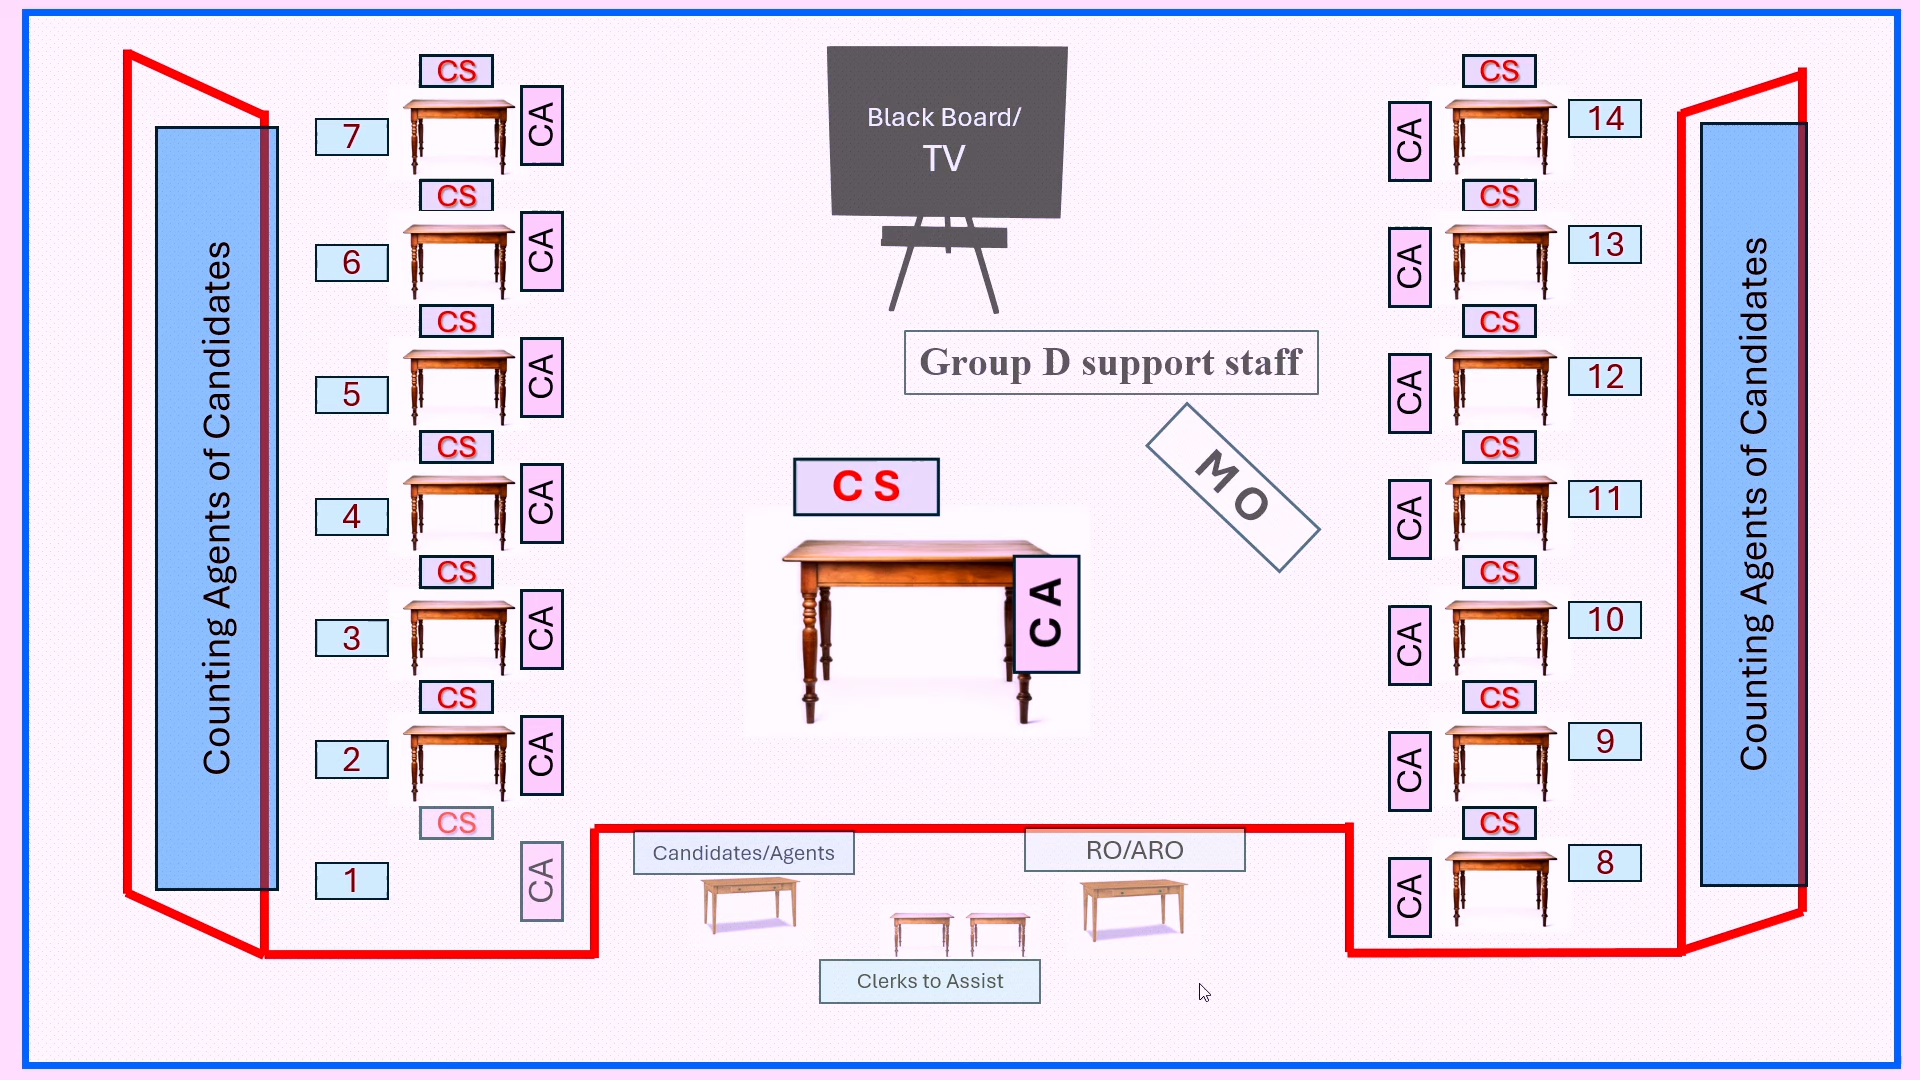 CS
7
CA
CS
6
CA
CS
5
CA
CS
4
CA
CS
3
CA
CS
2
CA
CS
1
CA
Counting Agents of Candidates
Black Board/
TV
Group D support staff
M O
C S
C A
Candidates/Agents
RO/ARO
Clerks to Assist
CS
CA
14
CS
CA
13
CS
CA
12
CS
CA
11
CS
CA
10
CS
CA
9
CS
CA
8
Counting Agents of Candidates